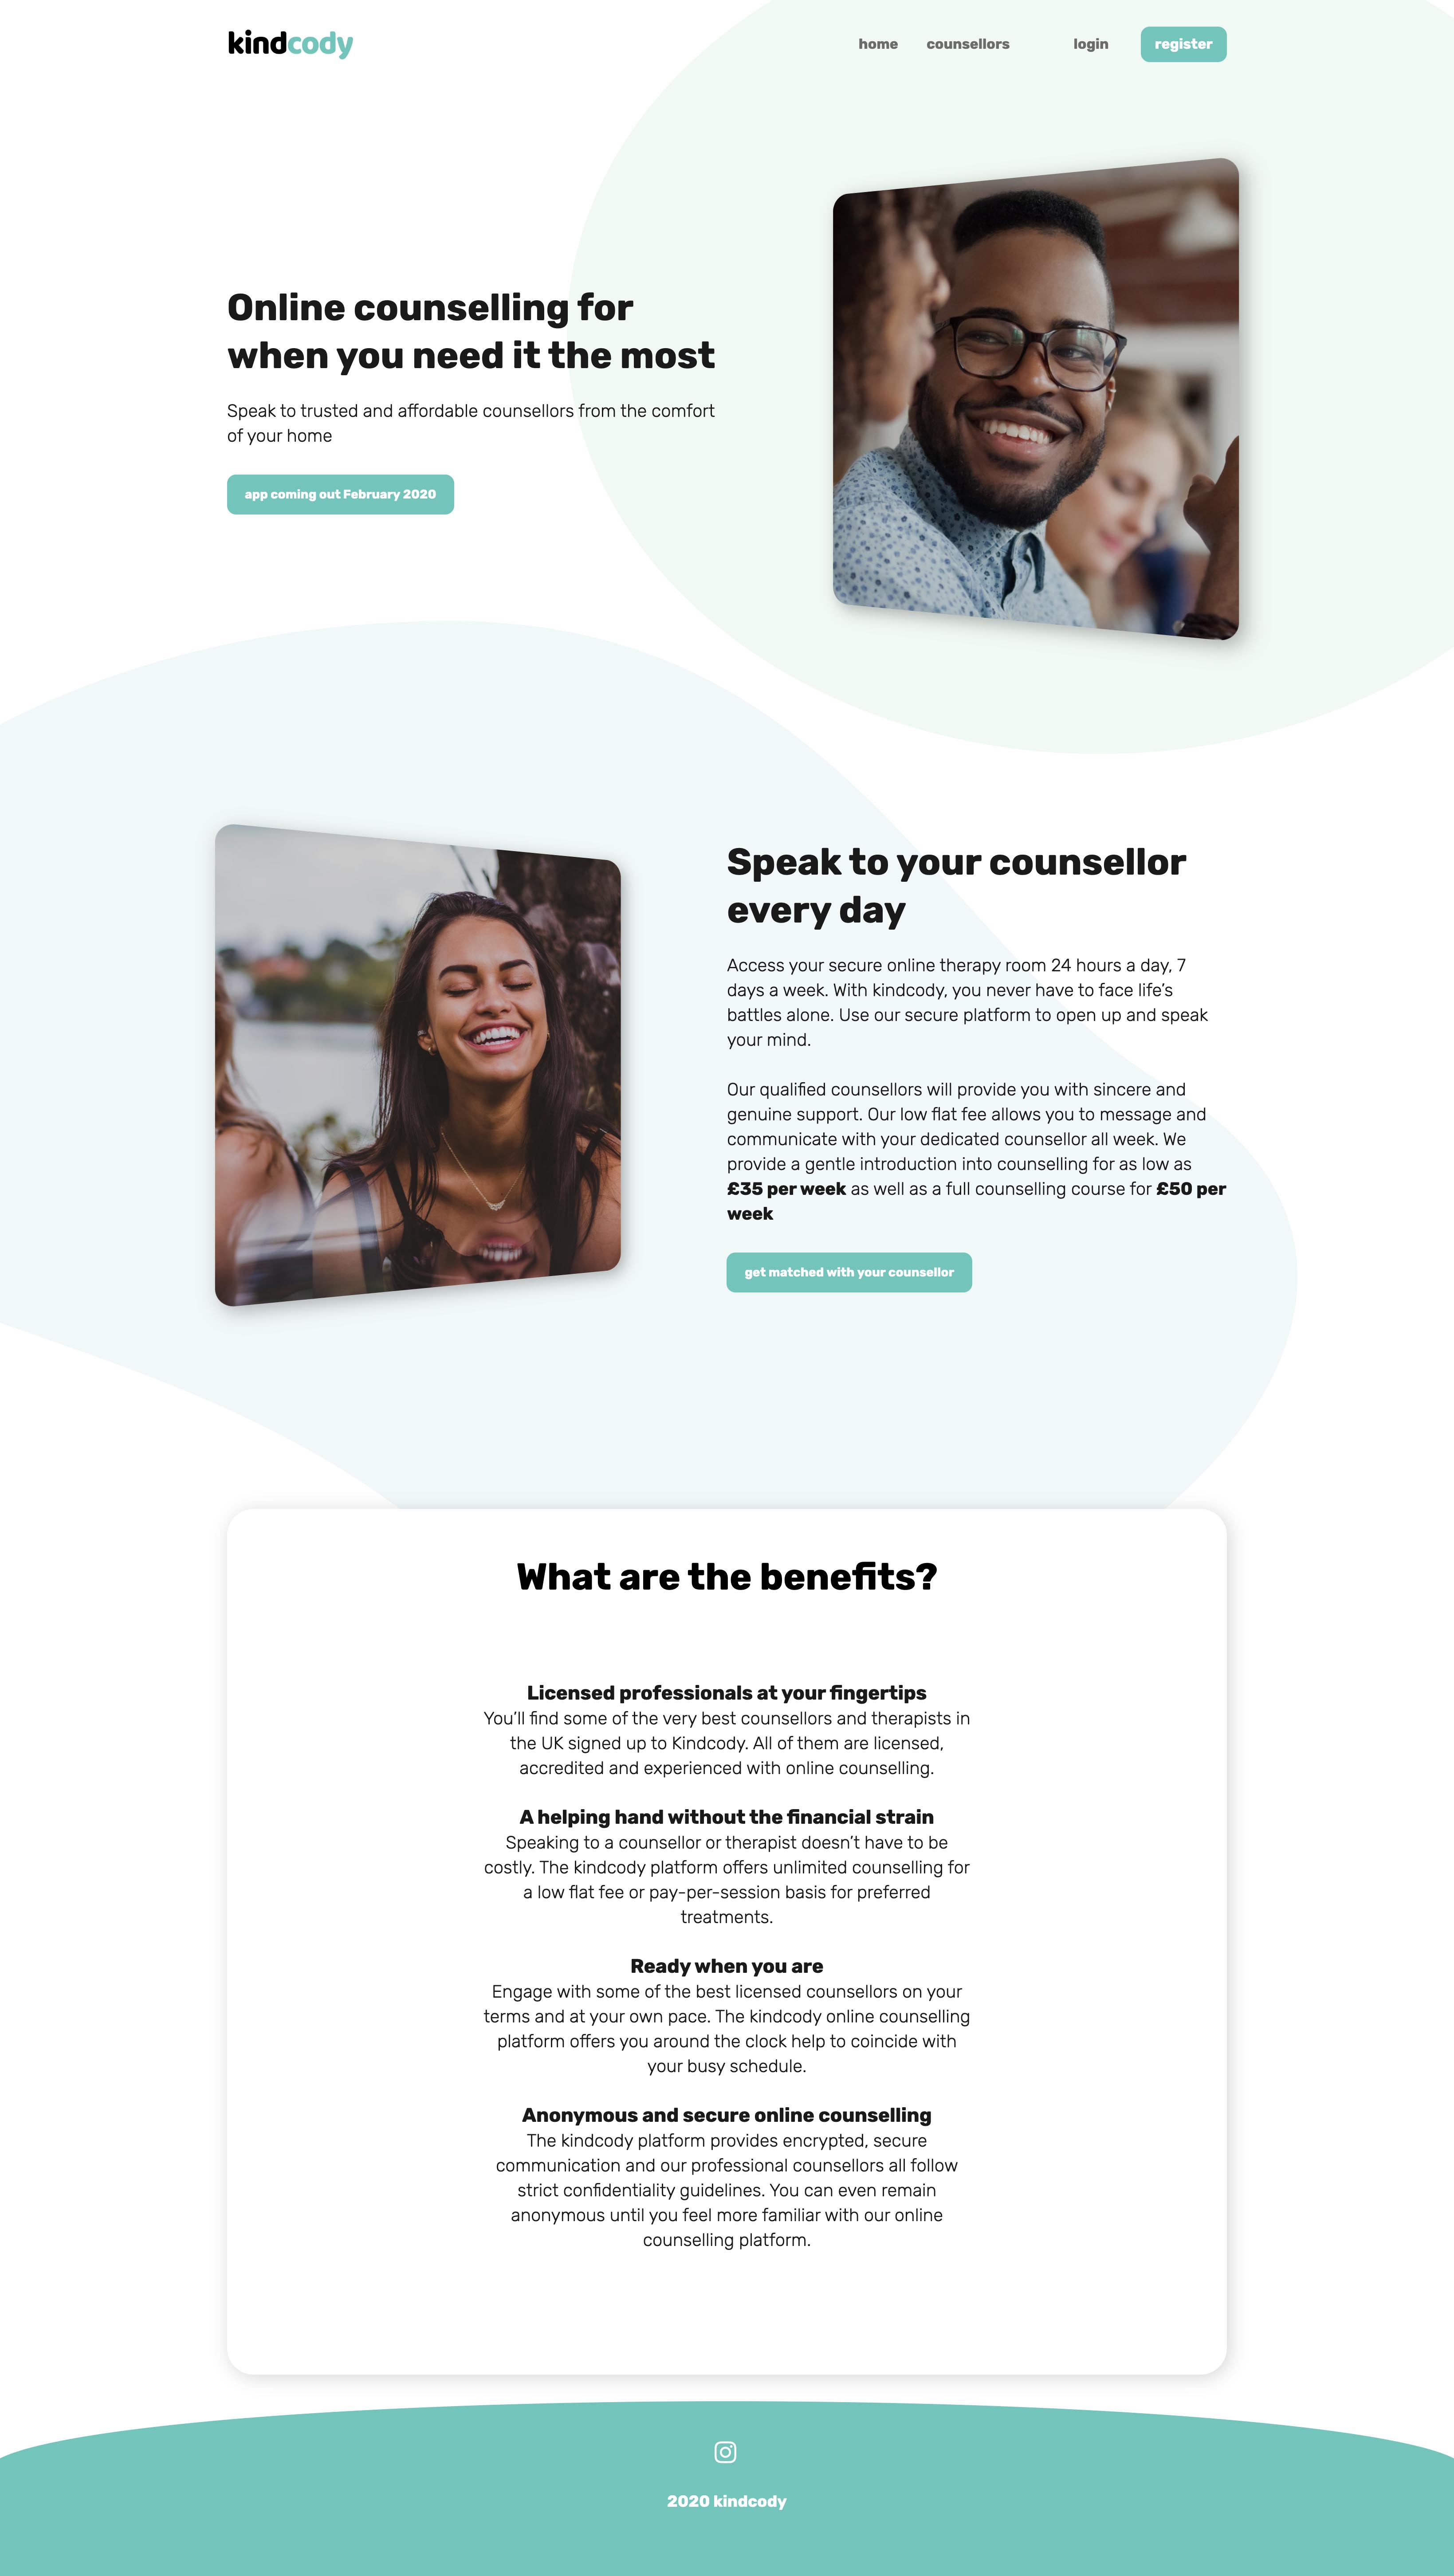 kindcody
home counsellors login register
Online counselling for
when you need it the most
Speak to trusted and affordable counsellors from the comfort
of your home
app coming out February 2020
Speak to your counsellor
every day
Access your secure online therapy room 24 hours a day, 7
days a week. With kindcody, you never have to face life’s
battles alone. Use our secure platform to open up and speak
your mind.
Our qualified counsellors will provide you with sincere and
genuine support. Our low flat fee allows you to message and
communicate with your dedicated counsellor all week. We
provide a gentle introduction into counselling for as low as
£35 per week as well as a full counselling course for £50 per
week
get matched with your counsellor
What are the benefits?
Licensed professionals at your fingertips
You’ll find some of the very best counsellors and therapists in
the UK signed up to Kindcody. All of them are licensed,
accredited and experienced with online counselling.
A helping hand without the financial strain
Speaking to a counsellor or therapist doesn’t have to be
costly. The kindcody platform offers unlimited counselling for
a low flat fee or pay-per-session basis for preferred
treatments.
Ready when you are
Engage with some of the best licensed counsellors on your
terms and at your own pace. The kindcody online counselling
platform offers you around the clock help to coincide with
your busy schedule.
Anonymous and secure online counselling
The kindcody platform provides encrypted, secure
communication and our professional counsellors all follow
strict confidentiality guidelines. You can even remain
anonymous until you feel more familiar with our online
counselling platform.
2020 kindcody